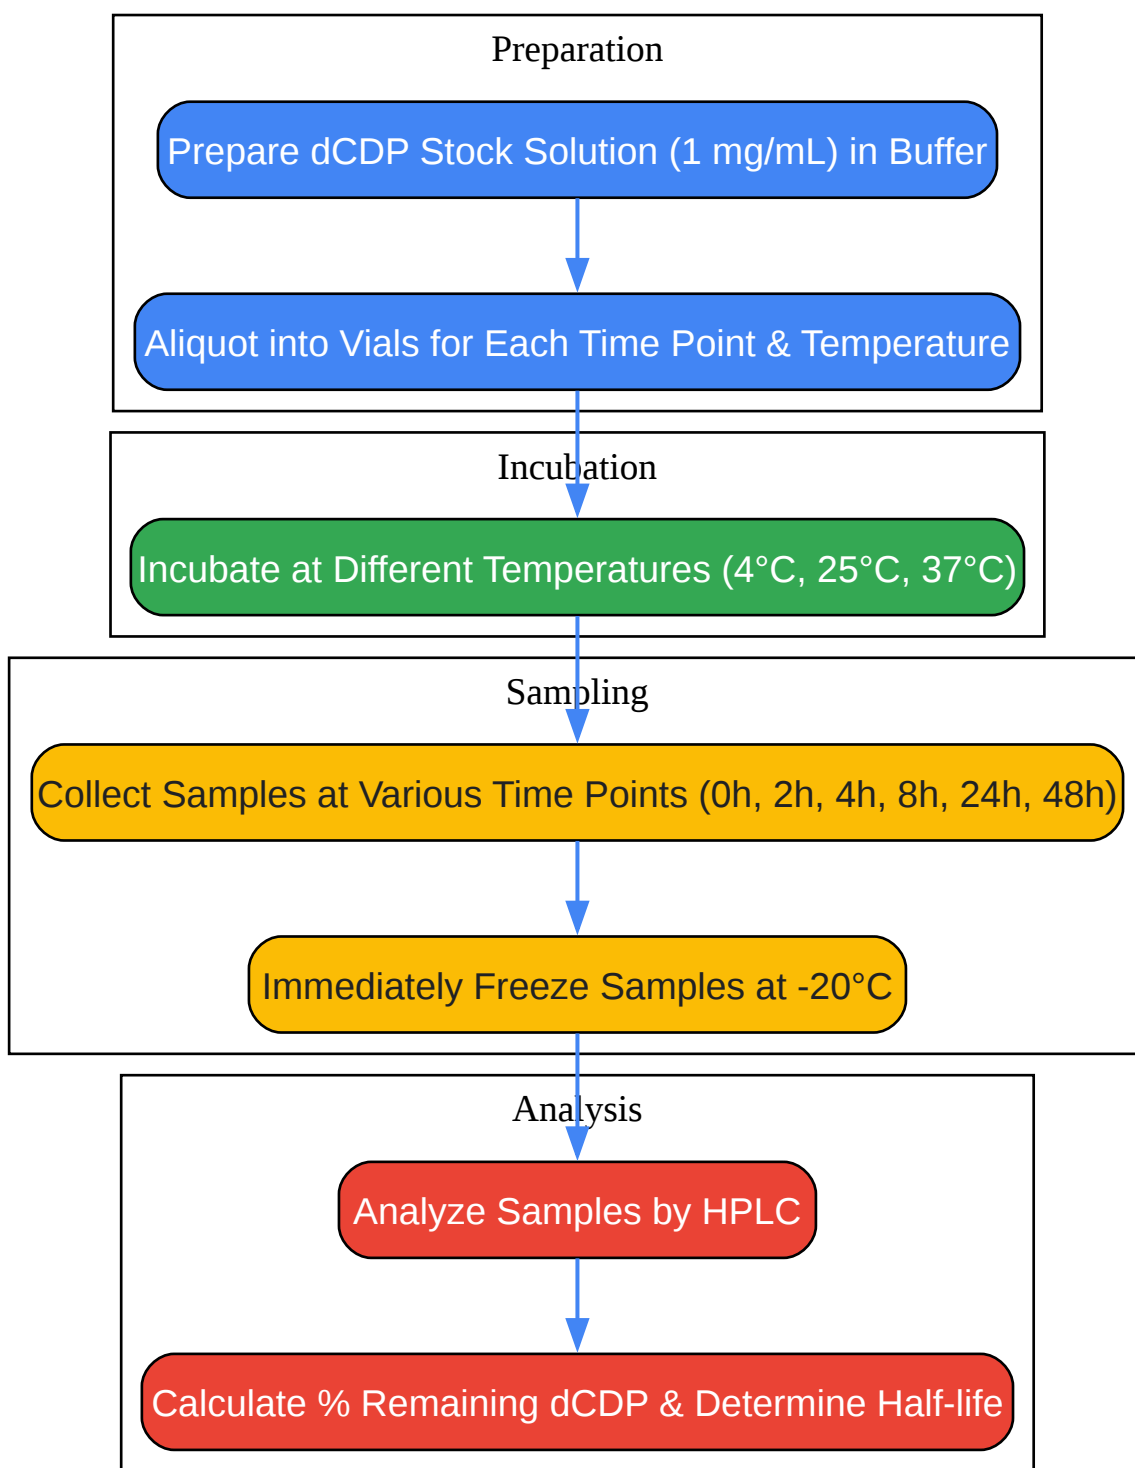 Preparation
Prepare dCDP Stock Solution (1 mg/mL) in Buffer
Aliquot into Vials for Each Time Point & Temperature
Incubation
Incubate at Different Temperatures (4°C, 25°C, 37°C)
Sampling
Collect Samples at Various Time Points (0h, 2h, 4h, 8h, 24h, 48h)
Immediately Freeze Samples at -20°C
Analysis
Analyze Samples by HPLC
Calculate % Remaining dCDP & Determine Half-life